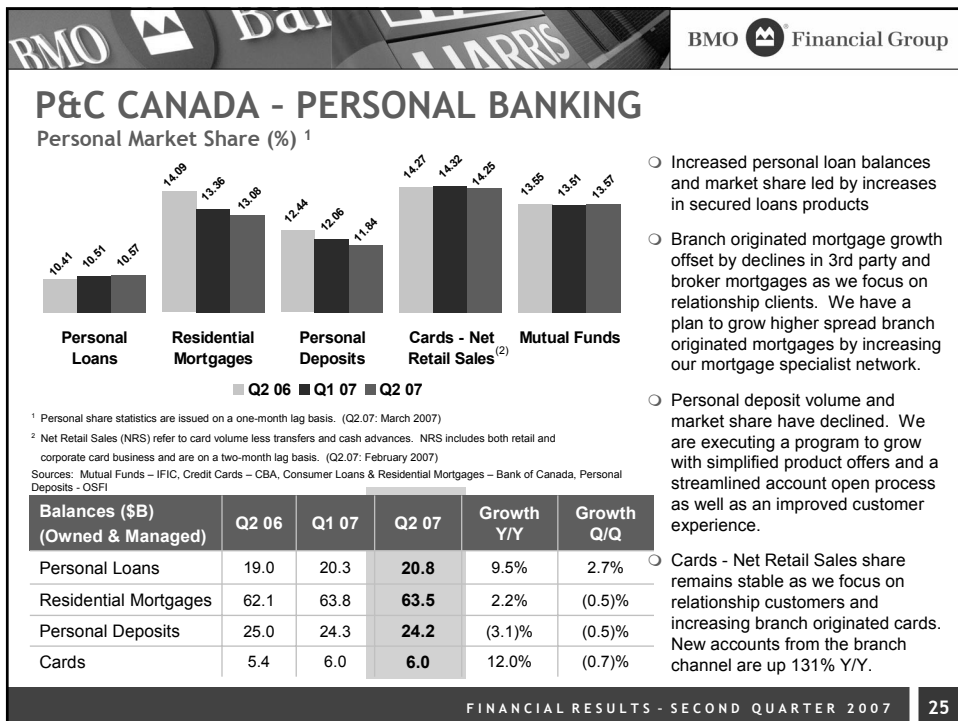 BMO
Ban
HARRIS
BMO Financial Group
P&C CANADA – PERSONAL BANKING
Personal Market Share (%) 1
14.09
13.36
13.08
14.27
14.32
14.25
13.55
13.51
13.57
12.44
12.06
11.84
10.41
10.51
10.57
Personal Loans
Residential Mortgages
Personal Deposits
Cards - Net Retail Sales(2)
Mutual Funds
Q2 06 Q1 07 Q2 07
1 Personal share statistics are issued on a one-month lag basis. (Q2.07: March 2007)
2 Net Retail Sales (NRS) refer to card volume less transfers and cash advances. NRS includes both retail and
corporate card business and are on a two-month lag basis. (Q2.07: February 2007)
Sources: Mutual Funds – IFIC, Credit Cards – CBA, Consumer Loans & Residential Mortgages – Bank of Canada, Personal
Deposits - OSFI
Balances ($B) (Owned & Managed) Q2 06 Q1 07 Q2 07 Growth Y/Y Growth Q/Q
Personal Loans 19.0 20.3 20.8 9.5% 2.7%
Residential Mortgages 62.1 63.8 63.5 2.2% (0.5)%
Personal Deposits 25.0 24.3 24.2 (3.1)% (0.5)%
Cards 5.4 6.0 6.0 12.0% (0.7)%
Increased personal loan balances
and market share led by increases
in secured loans products
Branch originated mortgage growth
offset by declines in 3rd party and
broker mortgages as we focus on
relationship clients. We have a
plan to grow higher spread branch
originated mortgages by increasing
our mortgage specialist network.
Personal deposit volume and
market share have declined. We
are executing a program to grow
with simplified product offers and a
streamlined account open process
as well as an improved customer
experience.
Cards - Net Retail Sales share
remains stable as we focus on
relationship customers and
increasing branch originated cards.
New accounts from the branch
channel are up 131% Y/Y.
FINANCIAL RESULTS - SECOND QUARTER 2007 25